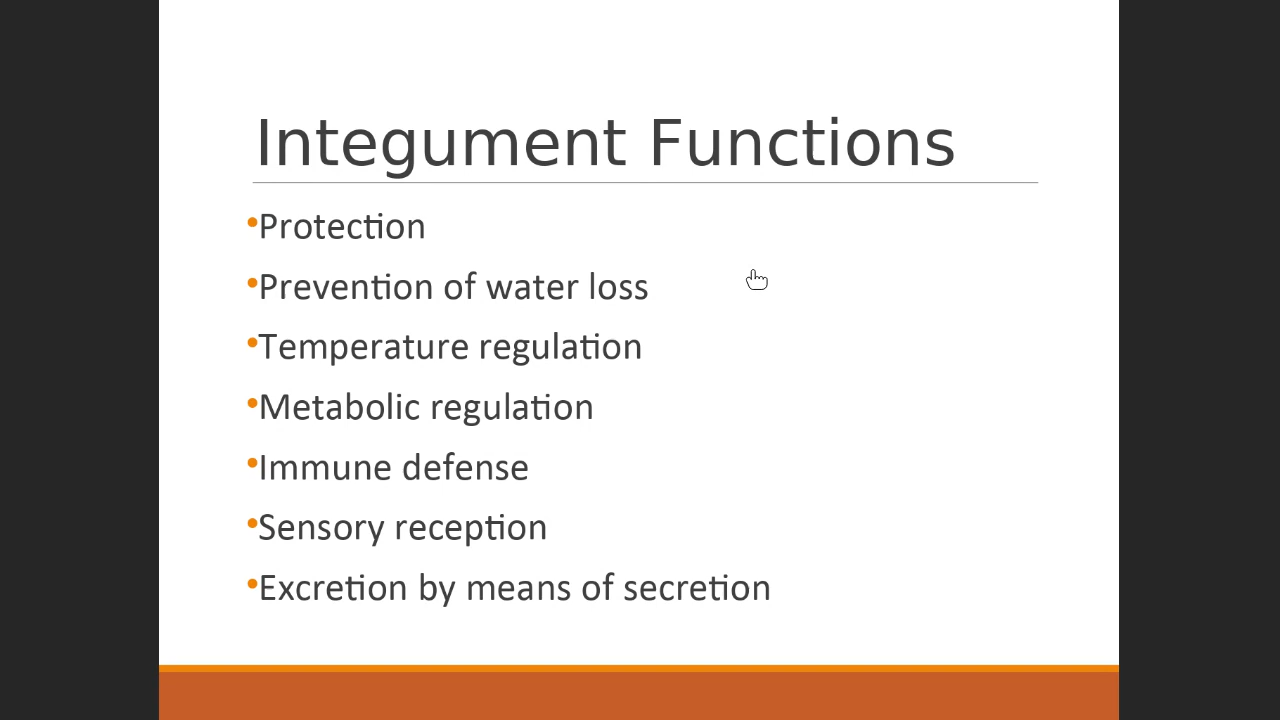 Integument Functions
•Protection
•Prevention of water loss
•Temperature regulation
•Metabolic regulation
•Immune defense
•Sensory reception
•Excretion by means of secretion